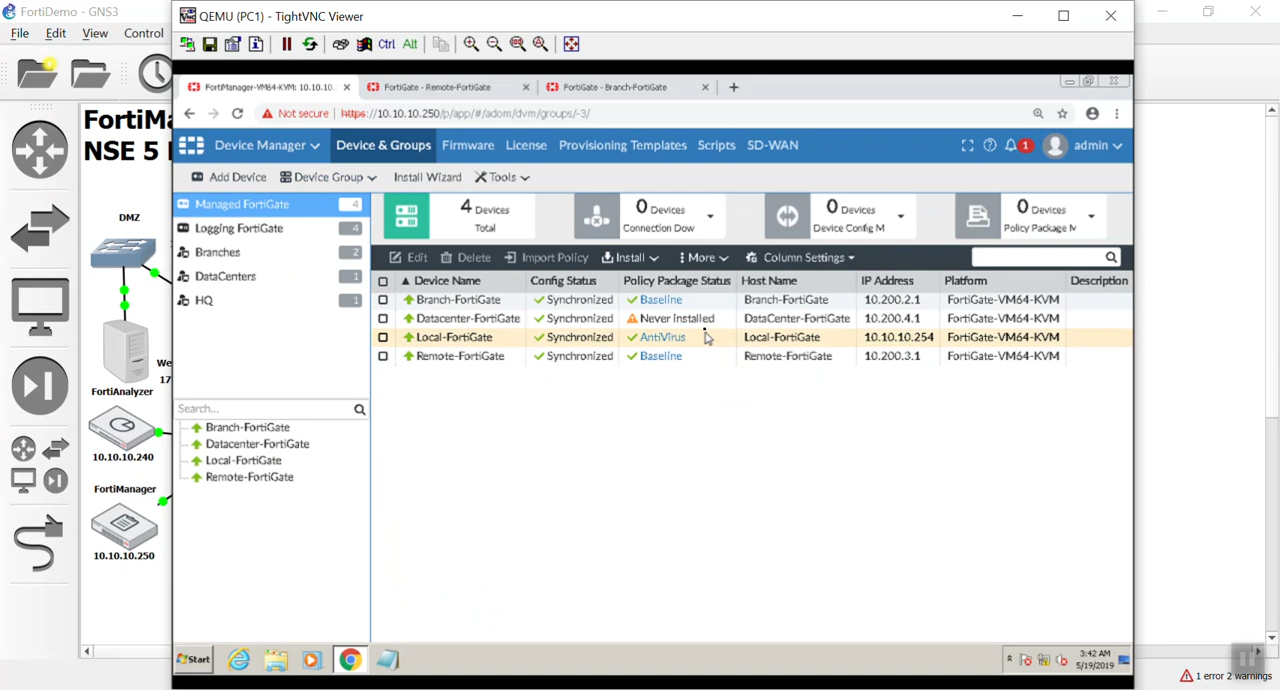 FortiDemo - GNS3
File Edit View Control
FortiMa
NSE 5
DMZ
We
17
FortiAnalyzer
10.10.10.240
FortiManager
10.10.10.250
1 error 2 warnings
QEMU (PC1) - TightVNC Viewer
Ctrl Alt
FortiManager-VM64-KVM: 10.10.10.
FortiGate - Remote-FortiGate
FortiGate - Branch-FortiGate
Not secure https://10.10.10.250/p/app/#/adom/dvm/groups/-3/
Device Manager Device & Groups Firmware License Provisioning Templates Scripts SD-WAN 1 admin
Add Device Device Group Install Wizard Tools
Managed FortiGate 4
Logging FortiGate 4
Branches 2
DataCenters 1
HQ 1
Search...
Branch-FortiGate
Datacenter-FortiGate
Local-FortiGate
Remote-FortiGate
4 Devices
Total
0 Devices
Connection Dow
0 Devices
Device Config M
0 Devices
Policy Package M
Edit Delete Import Policy Install More Column Settings
Device Name Config Status Policy Package Status Host Name IP Address Platform Description
Branch-FortiGate Synchronized Baseline Branch-FortiGate 10.200.2.1 FortiGate-VM64-KVM
Datacenter-FortiGate Synchronized Never installed DataCenter-FortiGate 10.200.4.1 FortiGate-VM64-KVM
Local-FortiGate Synchronized AntiVirus Local-FortiGate 10.10.10.254 FortiGate-VM64-KVM
Remote-FortiGate Synchronized Baseline Remote-FortiGate 10.200.3.1 FortiGate-VM64-KVM
Start
3:42 AM
5/19/2019